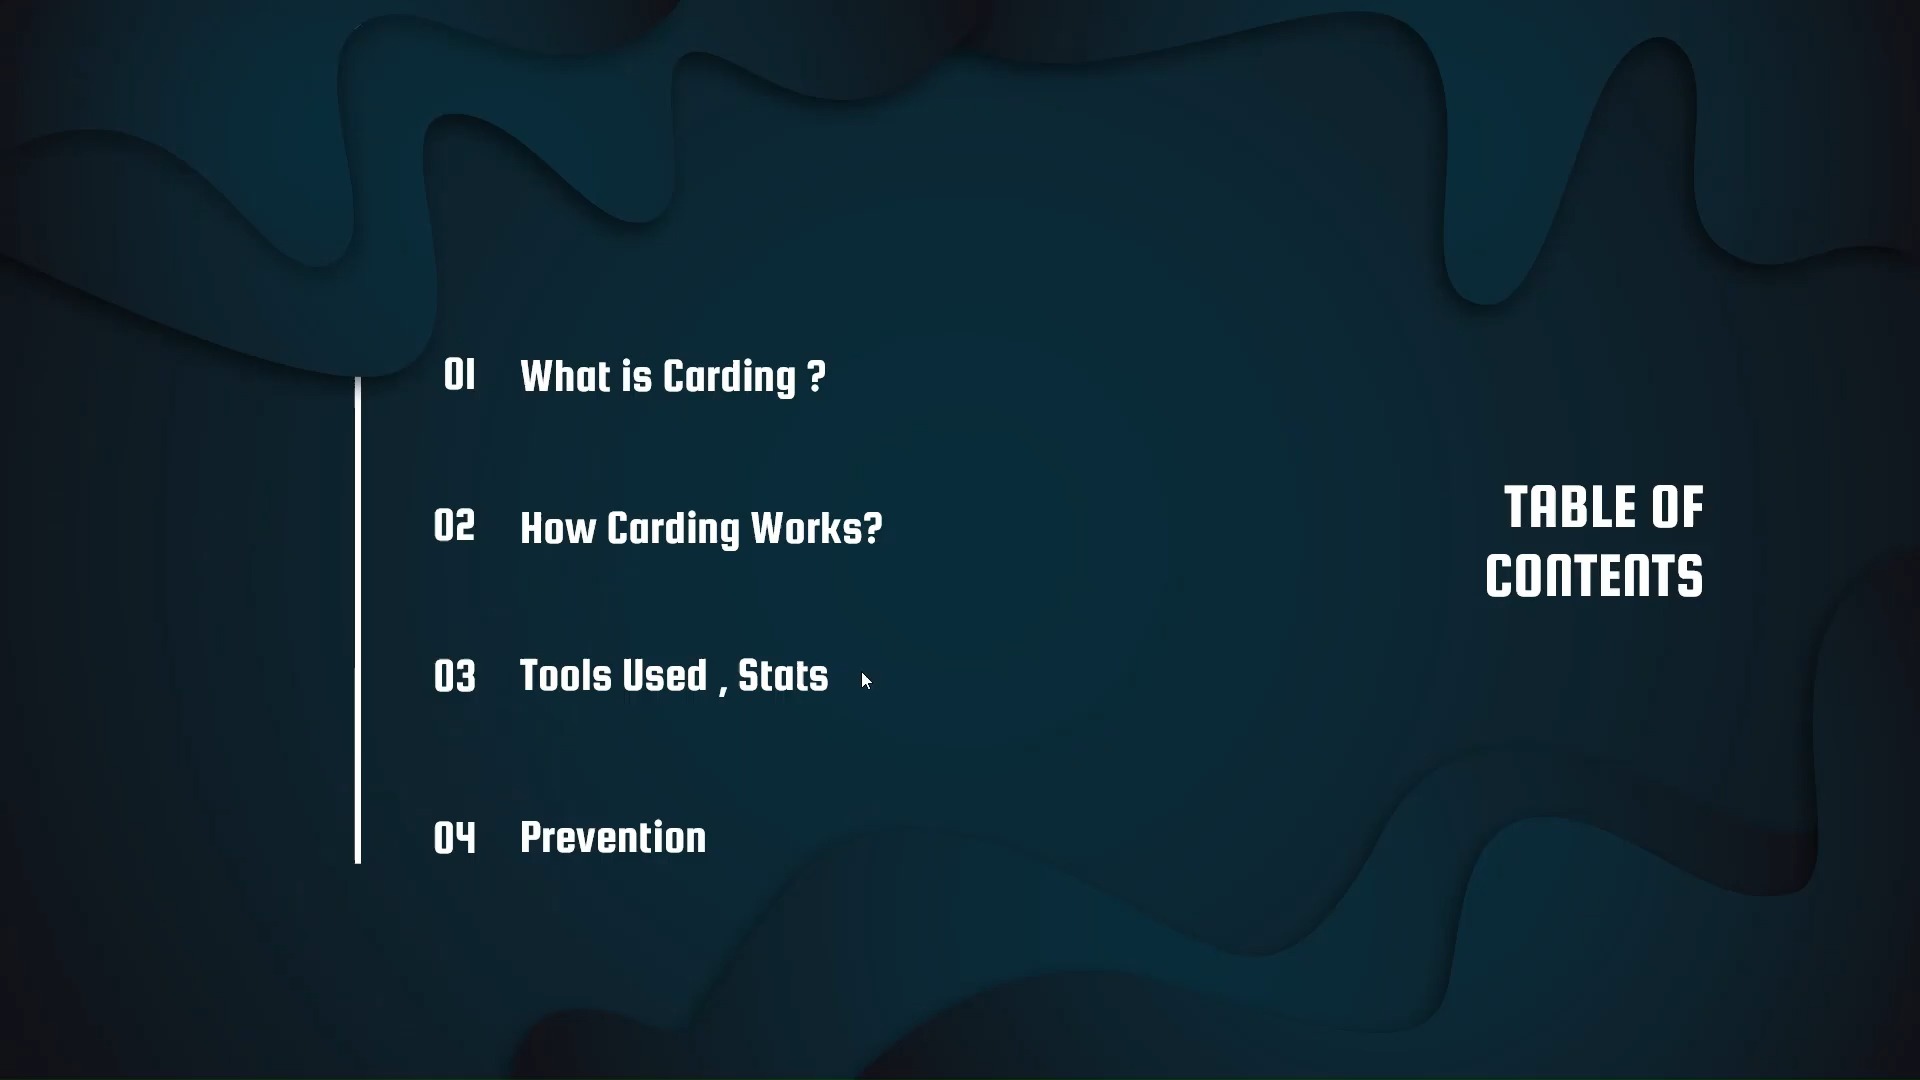 01 What is Carding ?
02 How Carding Works?
03 Tools Used , Stats
04 Prevention
TABLE OF
CONTENTS